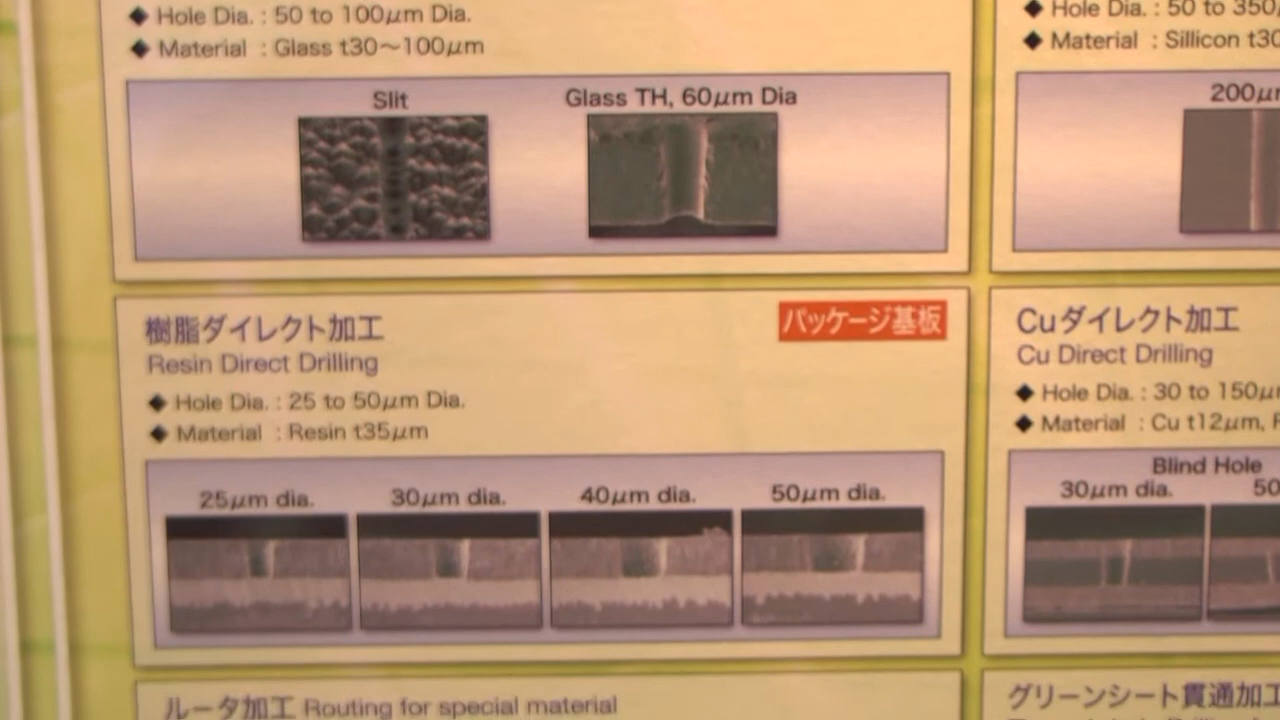 ◆ Hole Dia. : 50 to 100μm Dia.
◆ Material : Glass t30～100μm
Slit
Glass TH, 60μm Dia
◆ Hole Dia. : 50 to 350
◆ Material : Sillicon t30
200μm
樹脂ダイレクト加工
パッケージ基板
Resin Direct Drilling
◆ Hole Dia. : 25 to 50μm Dia.
◆ Material : Resin t35μm
25μm dia.
30μm dia.
40μm dia.
50μm dia.
Cuダイレクト加工
Cu Direct Drilling
◆ Hole Dia. : 30 to 150μm
◆ Material : Cu t12μm,
Blind Hole
30μm dia.
50
ルータ加工 Routing for special material
グリーンシート貫通加工